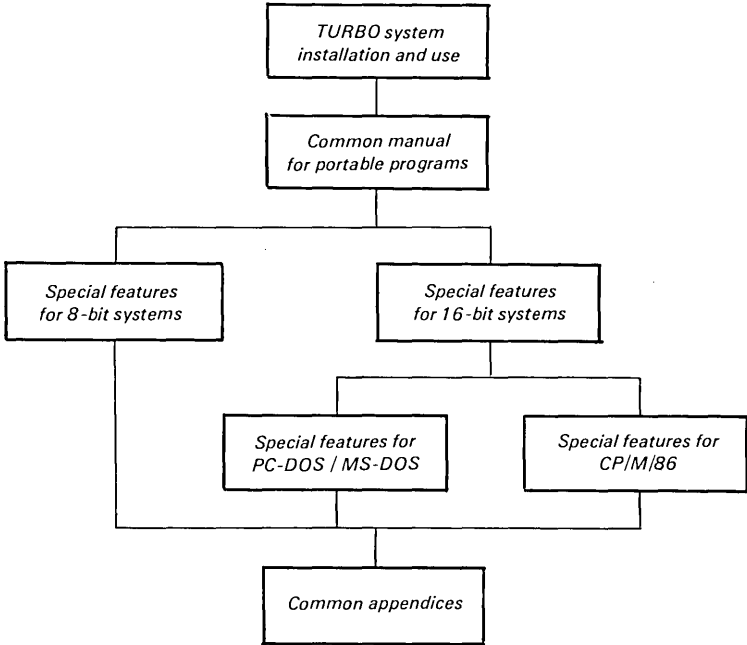 TURBO system
installation and use
Common manual
for portable programs
Special features
for 8-bit systems
Special features
for 16-bit systems
Special features for
PC-DOS / MS-DOS
Special features for
CP/M/86
Common appendices